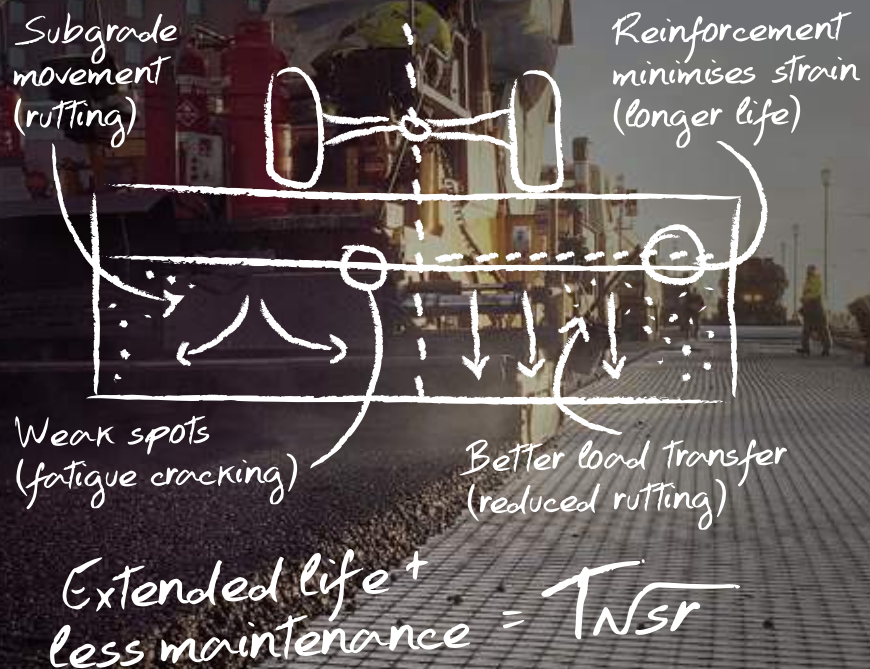 Subgrade
movement
(rutting)
Reinforcement
minimises strain
(longer life)
Weak spots
(fatigue cracking)
Better load transfer
(reduced rutting)
Extended life +
less maintenance = TNsr